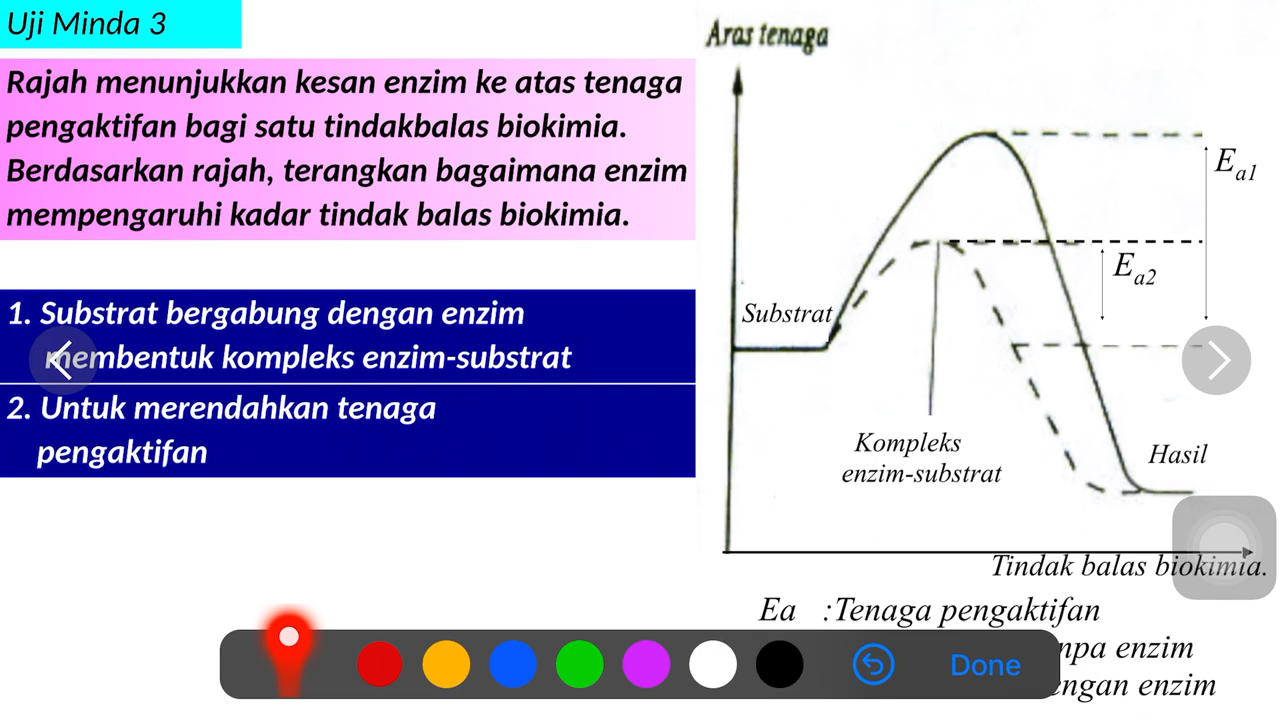 Uji Minda 3
Rajah menunjukkan kesan enzim ke atas tenaga
pengaktifan bagi satu tindakbalas biokimia.
Berdasarkan rajah, terangkan bagaimana enzim
mempengaruhi kadar tindak balas biokimia.
1. Substrat bergabung dengan enzim
membentuk kompleks enzim-substrat
2. Untuk merendahkan tenaga
pengaktifan
Aras tenaga
Ea1
Ea2
Substrat
Kompleks
enzim-substrat
Hasil
Tindak balas biokimia.
Ea :Tenaga pengaktifan
enzim
enzim
Done